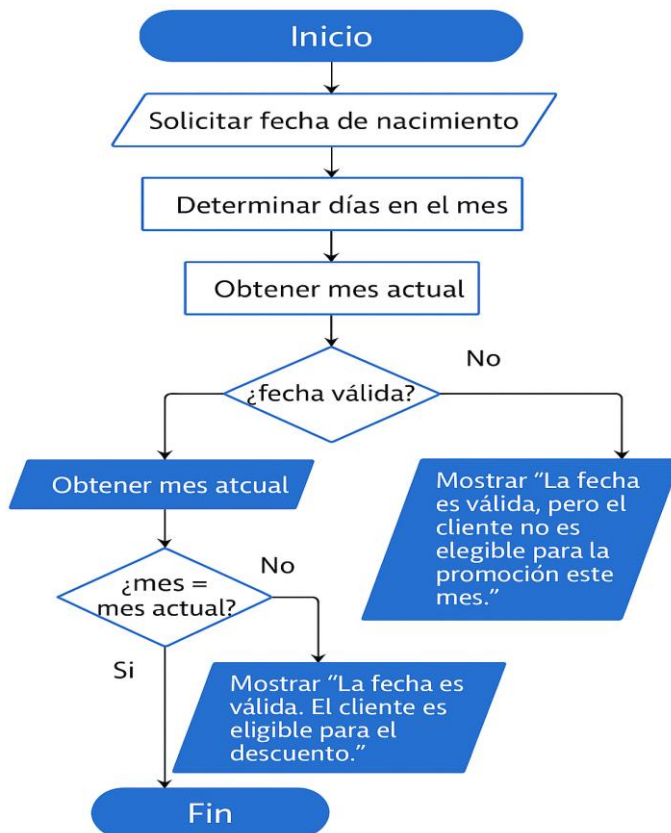 Inicio
Solicitar fecha de nacimiento
Determinar días en el mes
Obtener mes actual
No
¿fecha válida?
Obtener mes atcual
Mostrar “La fecha
es válida, pero el
cliente no es
elegible para la
promoción este
mes.”
¿mes =
mes actual?
No
Si
Mostrar “La fecha es
válida. El cliente es
eligible para el
descuento.”
Fin